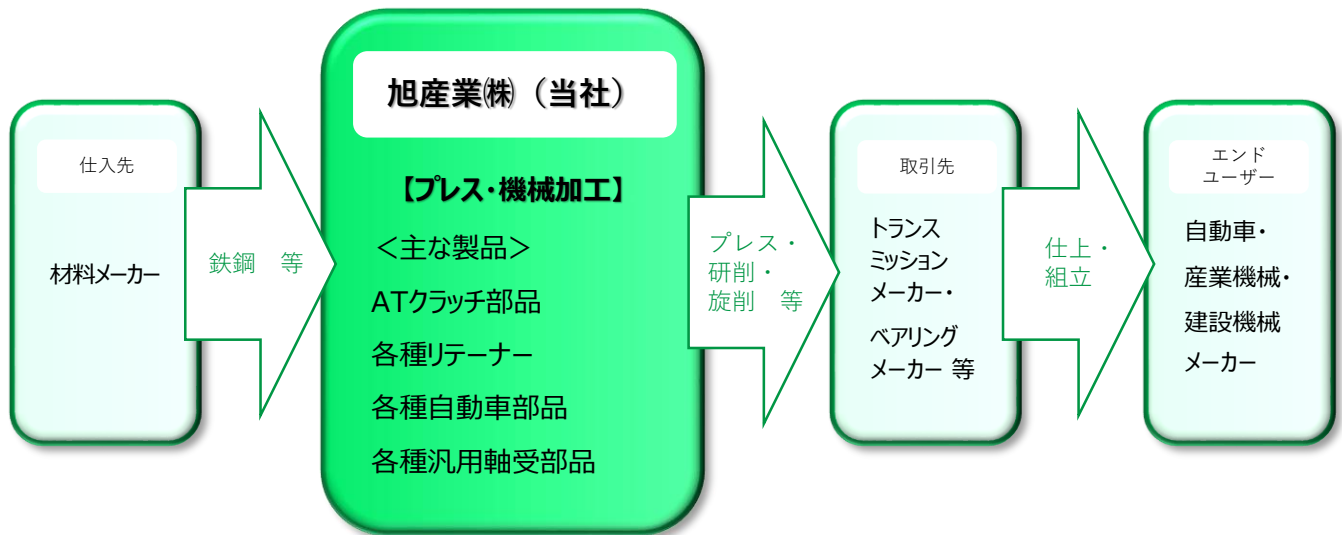 仕入先
材料メーカー
鉄鋼　等
旭産業㈱（当社）
【プレス・機械加工】
＜主な製品＞
ATクラッチ部品
各種リテーナー
各種自動車部品
各種汎用軸受部品
プレス・
研削・
旋削　等
取引先
トランス
ミッション
メーカー・
ベアリング
メーカー 等
仕上・
組立
エンド
ユーザー
自動車・
産業機械・
建設機械
メーカー